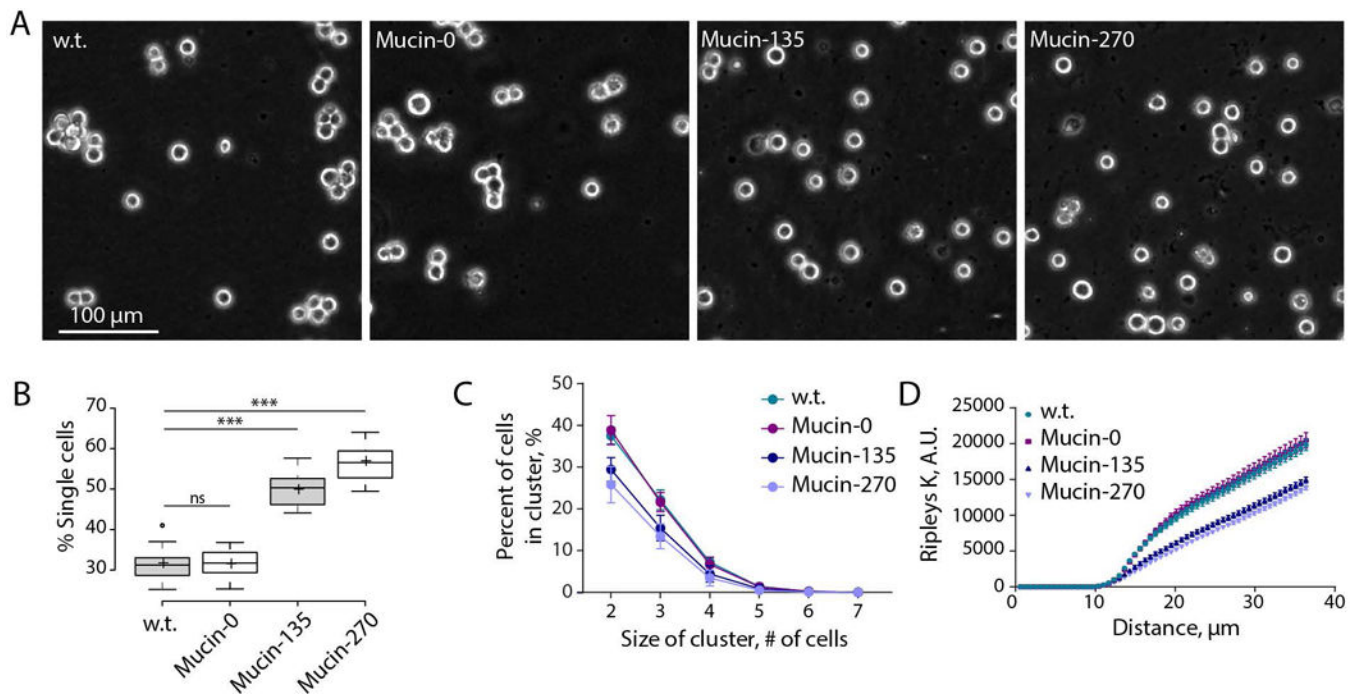 A
w.t.
Mucin-0
Mucin-135
Mucin-270
100 µm
B
% Single cells
70
60
50
40
30
***
***
ns
w.t.
Mucin-0
Mucin-135
Mucin-270
C
Percent of cells
in cluster, %
50
40
30
20
10
0
2 3 4 5 6 7
Size of cluster, # of cells
w.t.
Mucin-0
Mucin-135
Mucin-270
D
Ripleys K, A.U.
25000
20000
15000
10000
5000
0
0 10 20 30 40
Distance, µm
w.t.
Mucin-0
Mucin-135
Mucin-270